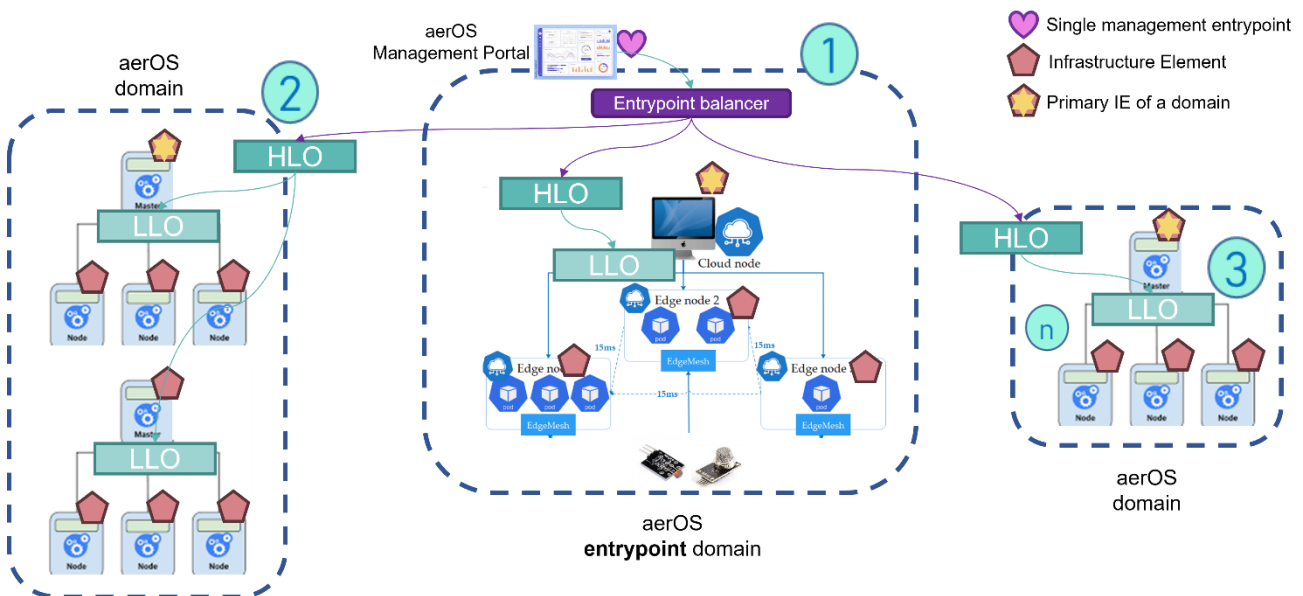 aerOS
Management Portal
Single management entrypoint
Infrastructure Element
Primary IE of a domain
1
Entrypoint balancer
aerOS
domain
2
HLO
Master
LLO
Node
Node
Node
Master
LLO
Node
Node
Node
HLO
LLO
Cloud node
Edge node 2
pod
pod
EdgeMesh
15ms
15ms
15ms
Edge node
pod
pod
pod
EdgeMesh
Edge node
pod
EdgeMesh
aerOS
entrypoint domain
HLO
Master
3
LLO
n
Node
Node
Node
aerOS
domain